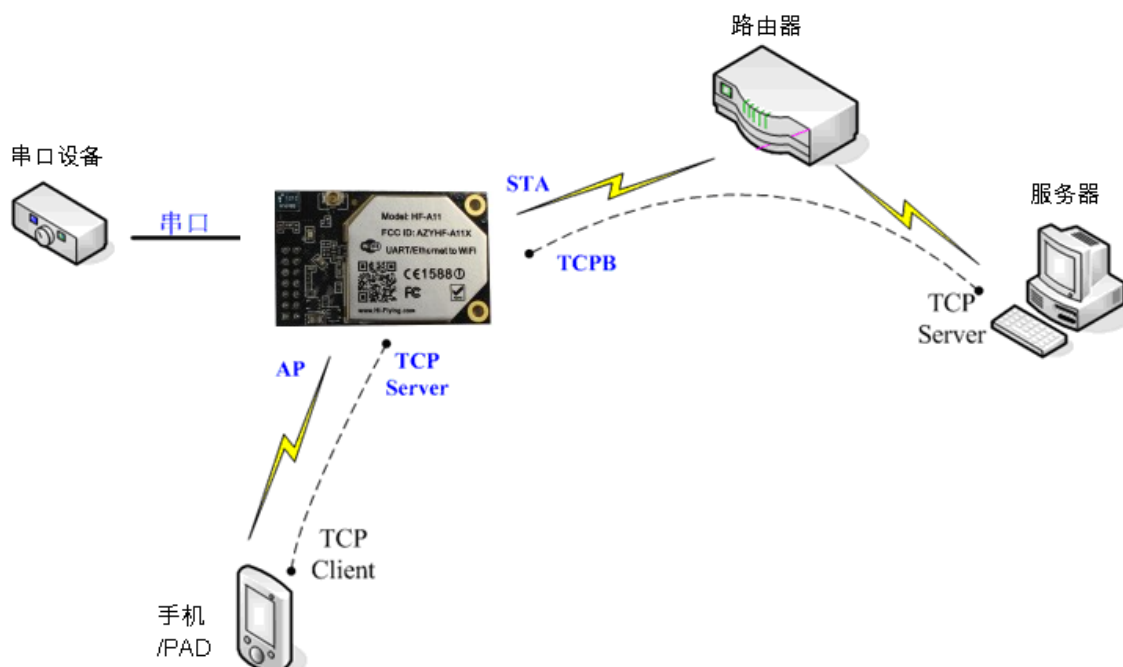 路由器
串口设备
串口
STA
服务器
Model: HF-A11
FCC ID: AZYHF-A11X
WiFi
UART/Ethernet to WiFi
TCPB
CE1588
FC
www.Hi-Flying.com
TCP
Server
AP
TCP
Server
TCP
Client
手机
/PAD